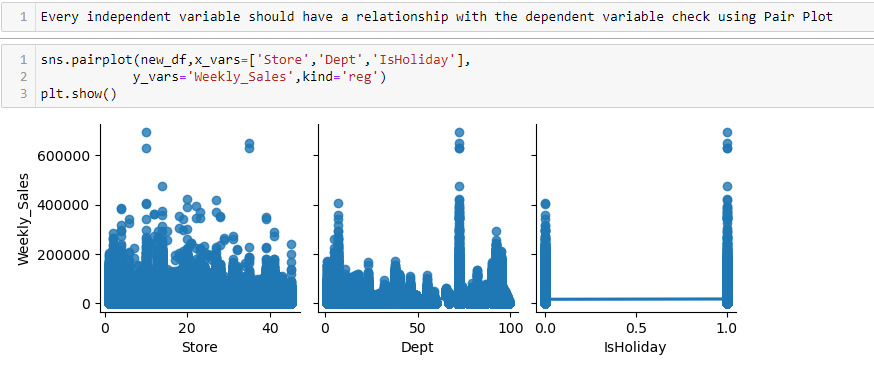 1 Every independent variable should have a relationship with the dependent variable check using Pair Plot
1 sns.pairplot(new_df,x_vars=['Store','Dept','IsHoliday'],
2 y_vars='Weekly_Sales',kind='reg')
3 plt.show()
Weekly_Sales
600000
400000
200000
0
0 20 40
Store
0 50 100
Dept
0.0 0.5 1.0
IsHoliday